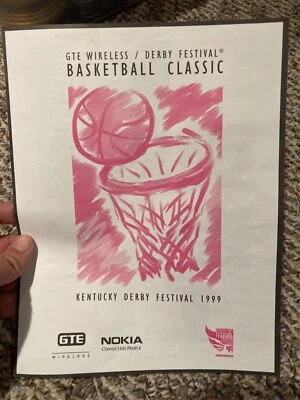 GTE WIRELESS / DERBY FESTIVAL®
BASKETBALL CLASSIC
KENTUCKY DERBY FESTIVAL 1999
GTE
WIRELESS
NOKIA
CONNECTING PEOPLE